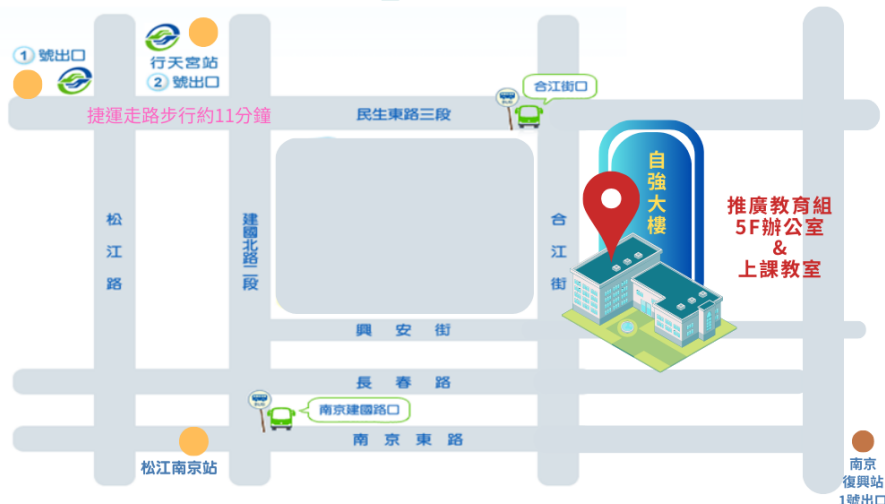 1 號出口
行天宮站
2 號出口
捷運走路步行約11分鐘
民生東路三段
BUS
合江街口
自強大樓
推廣教育組
5F辦公室
&
上課教室
松江路
建國北路二段
合江街
興安街
長春路
BUS
南京建國路口
南京東路
松江南京站
南京
復興站
1號出口